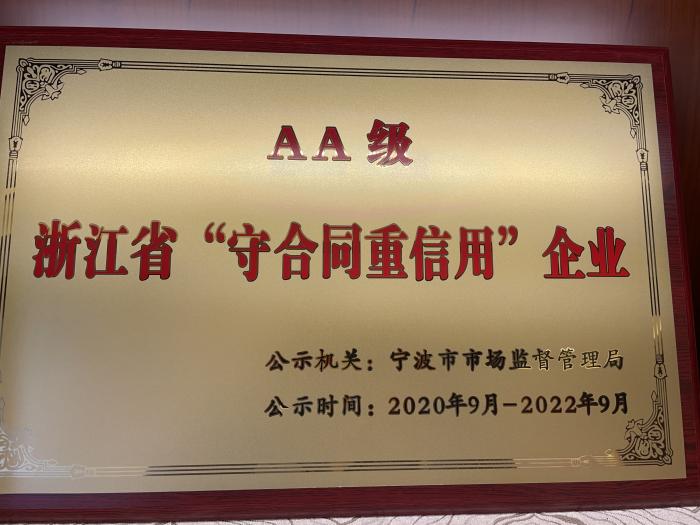 AA级
浙江省“守合同重信用”企业
公示机关：宁波市市场监督管理局
公示时间：2020年9月-2022年9月